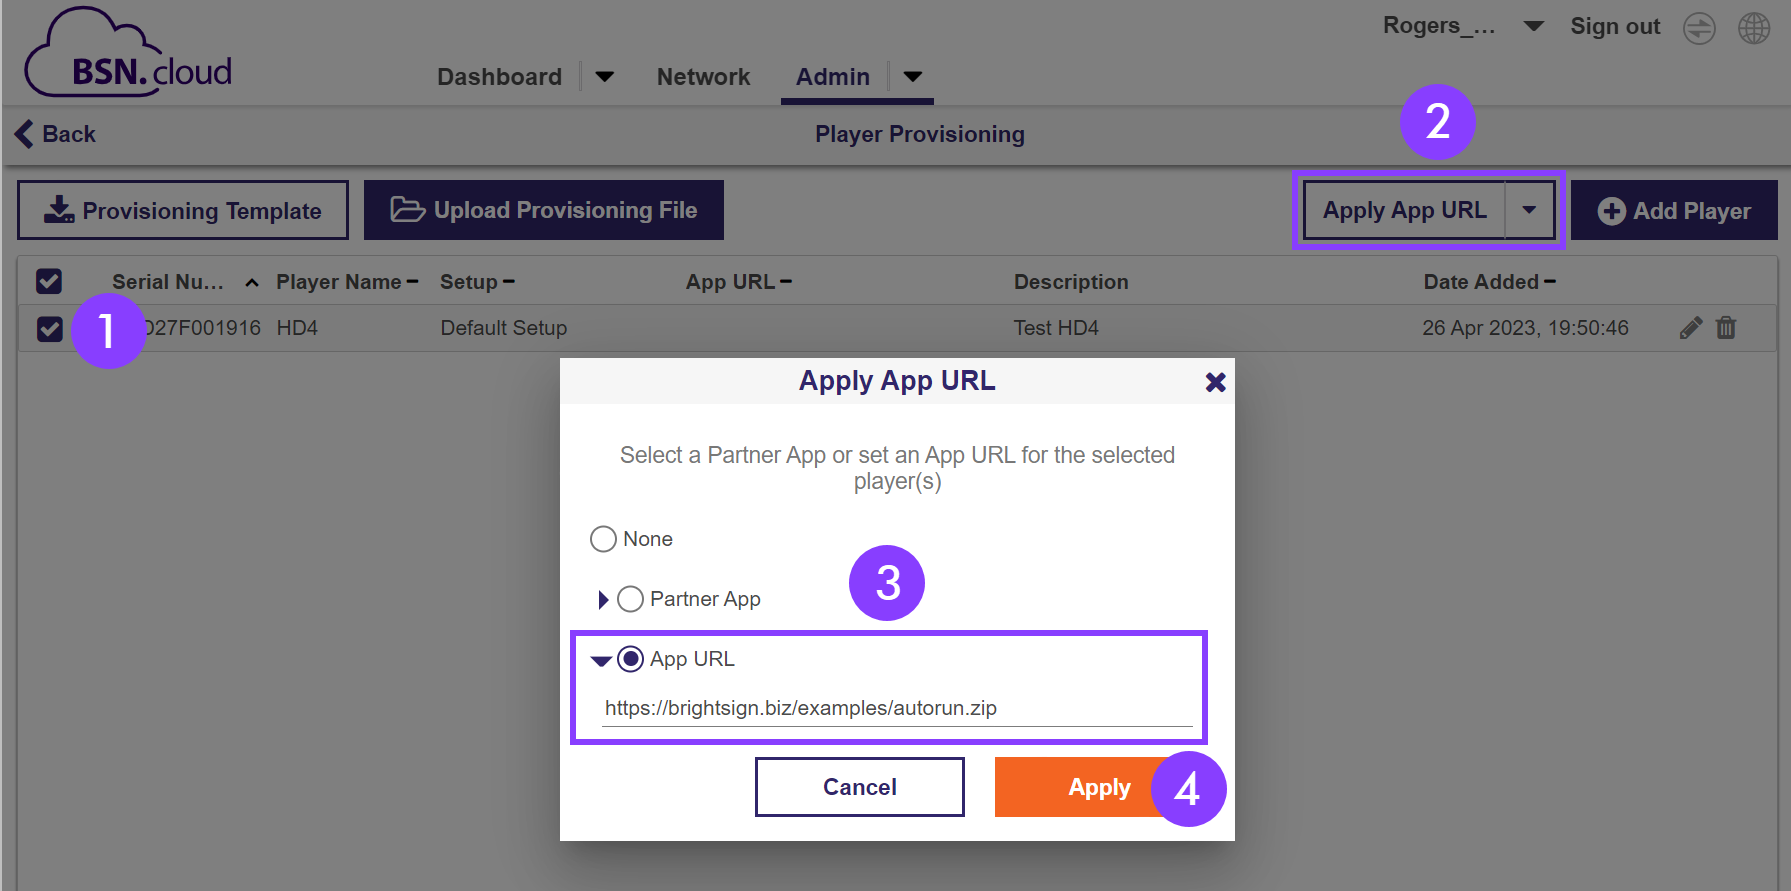 Rogers_... Sign out
BSN.cloud
Dashboard Network Admin
Back Player Provisioning
2
Provisioning Template Upload Provisioning File Apply App URL Add Player
Serial Nu... Player Name Setup App URL Description Date Added
1 D27F001916 HD4 Default Setup Test HD4 26 Apr 2023, 19:50:46
Apply App URL
Select a Partner App or set an App URL for the selected
player(s)
None
3
Partner App
App URL
https://brightsign.biz/examples/autorun.zip
Cancel Apply 4